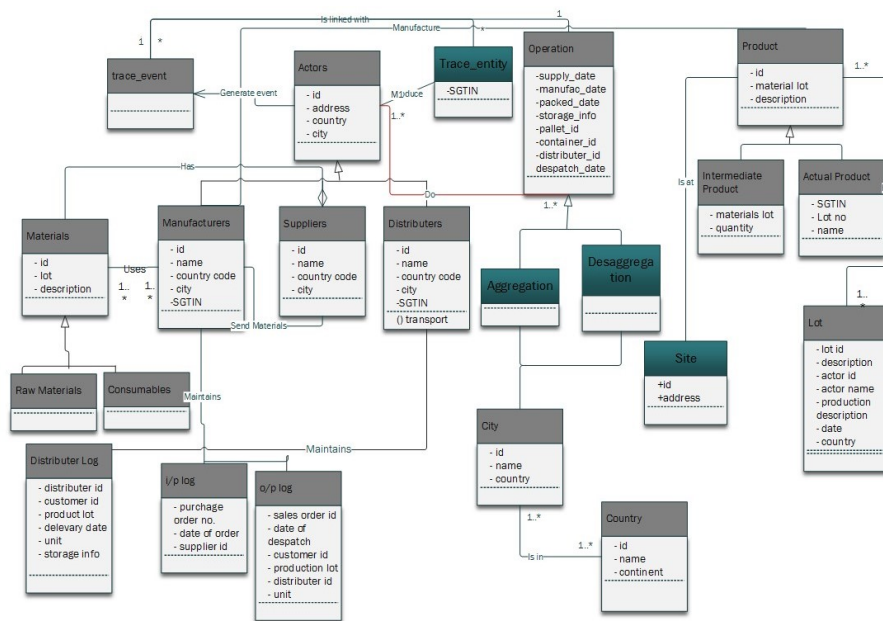 Is linked with
1
1
*
Manufacture
*
trace_event
Generate event
Actors
- id
- address
- country
- city
Trace_entity
-SGTIN
1..*
Operation
-supply_date
-manufac_date
-packed_date
-storage_info
-pallet_id
-container_id
-distributer_id
despatch_date
Product
- id
- material lot
- description
1..*
Has
Do
1..*
Is at
Intermediate
Product
- materials lot
- quantity
Actual Product
- SGTIN
- Lot no
- name
Materials
- id
- lot
- description
Uses
1..
*
1..
*
Manufacturers
- id
- name
- country code
- city
-SGTIN
Suppliers
- id
- name
- country code
- city
Distributers
- id
- name
- country code
- city
-SGTIN
() transport
Send Materials
Aggregation
Desaggrega
tion
1..
*
Lot
- lot id
- description
- actor id
- actor name
- production
description
- date
- country
Site
+id
+address
Raw Materials
Consumables
Maintains
Maintains
City
- id
- name
- country
Distributer Log
- distributer id
- customer id
- product lot
- delevary date
- unit
- storage info
i/p log
- purchage
order no.
- date of order
- supplier id
o/p log
- sales order id
- date of
despatch
- customer id
- production lot
- distributer id
- unit
1..*
Is in
1..*
Country
- id
- name
- continent